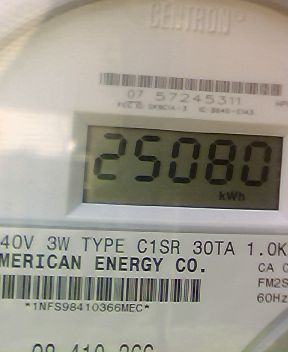 CENTRON
07 57245311
25080
kWh
40V 3W TYPE C1SR 30TA 1.0K
MERICAN ENERGY CO.
CA 0
FM2S
60Hz
*1NFS98410366MEC*